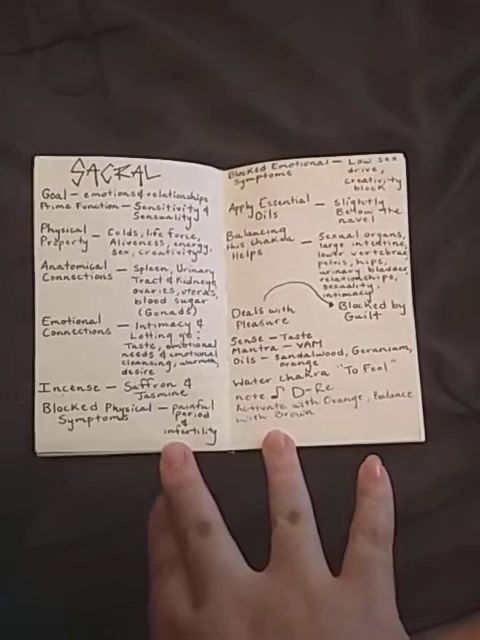 SACRAL
Goal - emotions & relationships
Prime Function - Sensitivity &
Sensuality
Physical - Colds, life force,
Property Aliveness, energy,
Sex, creativity
Anatomical - Spleen, Urinary
Connections Tract & Kidneys,
ovaries, uterus,
blood sugar
(Gonads)
Emotional - Intimacy &
Connections Letting go:
Taste, emotional
needs & emotional
cleansing, warmth,
desire
Incense - Saffron &
Jasmine
Blocked Physical - painful
Symptoms period
&
infertility
Blocked Emotional - Low sex
Symptoms drive,
creativity
block
Apply Essential - Slightly
Oils Below the
navel
Balancing - Sexual organs,
this chakra large intestine,
Helps lower vertebrae
pelvis, hips,
urinary bladder,
relationships,
sexuality,
intimacy
Deals with Blocked by
Pleasure Guilt
Sense - Taste
Mantra - VAM
Oils - Sandalwood, Geranium,
orange
Water chakra "To Feel"
note ♪ D-Re
Activate with Orange, Balance
with Brown